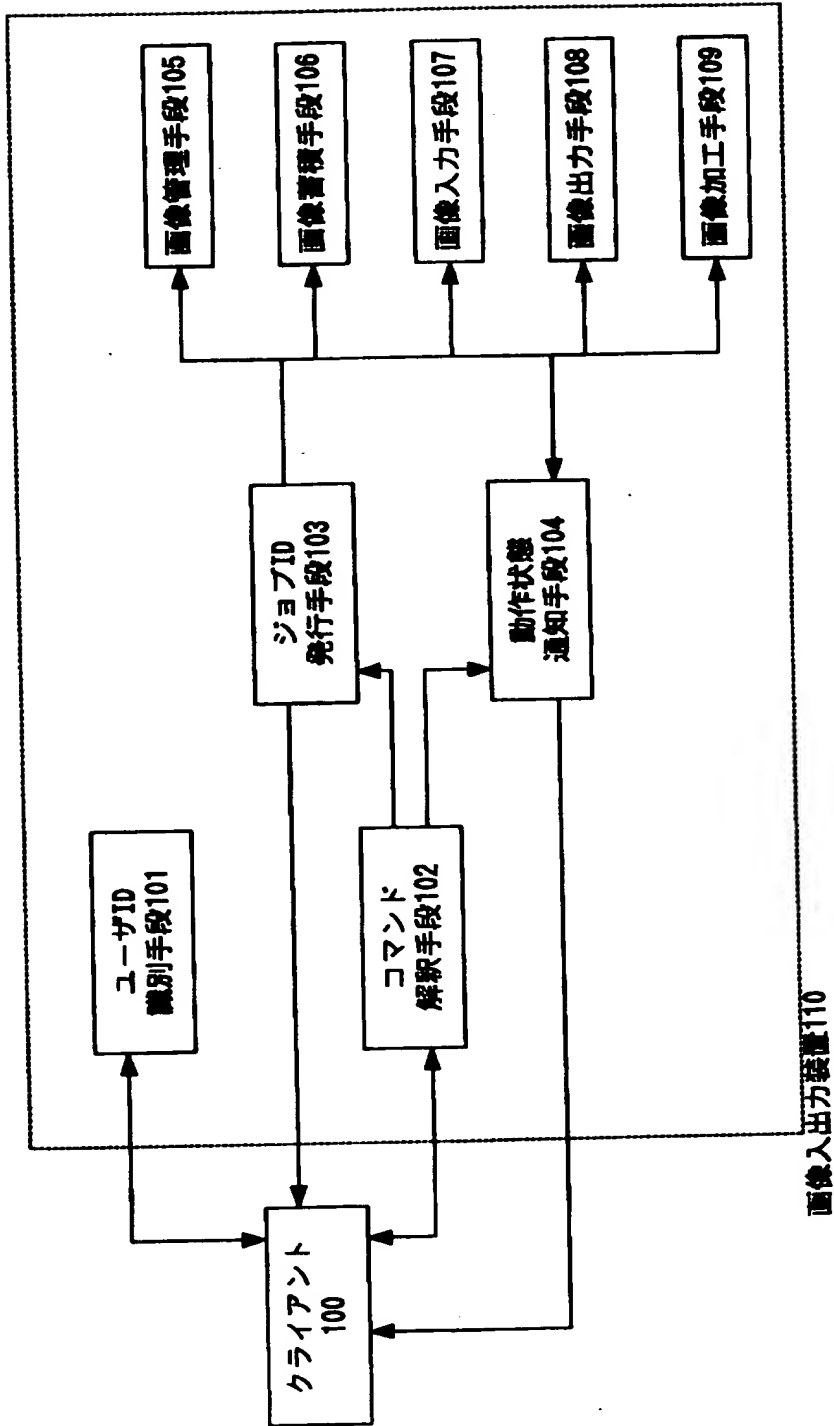 クライアント
100
ユーザID
識別手段101
コマンド
解釈手段102
ジョブID
発行手段103
動作状態
通知手段104
画像管理手段105
画像蓄積手段106
画像入力手段107
画像出力手段108
画像加工手段109
画像入出力装置110